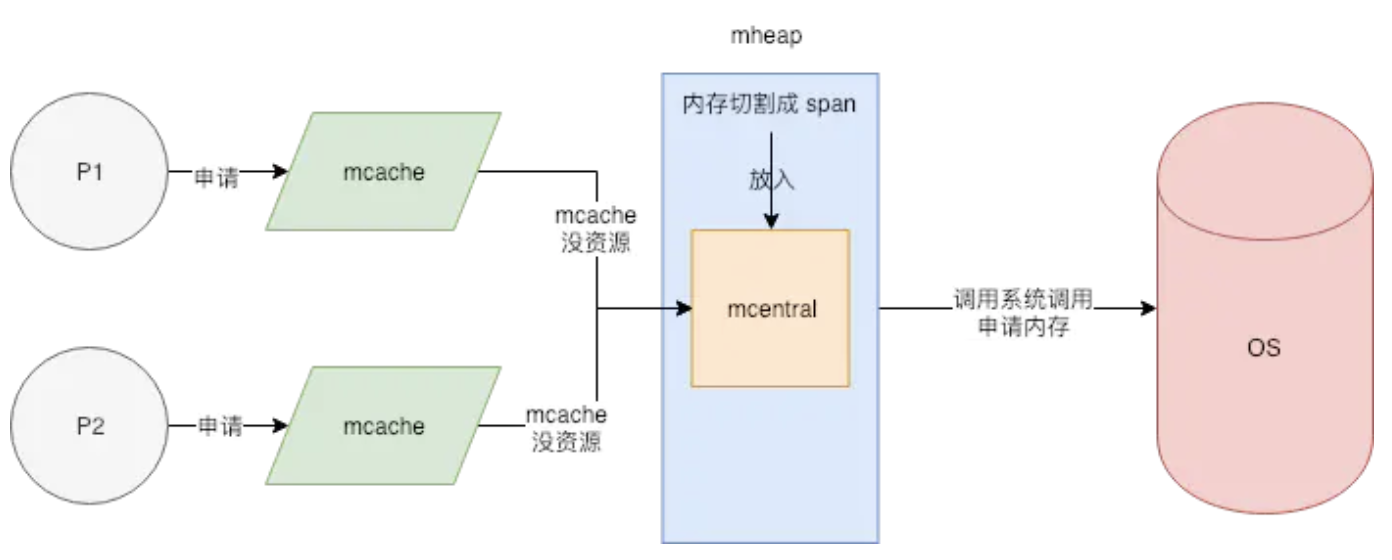 mheap
内存切割成 span
P1
申请
mcache
放入
mcache
没资源
mcentral
调用系统调用
申请内存
OS
P2
申请
mcache
mcache
没资源